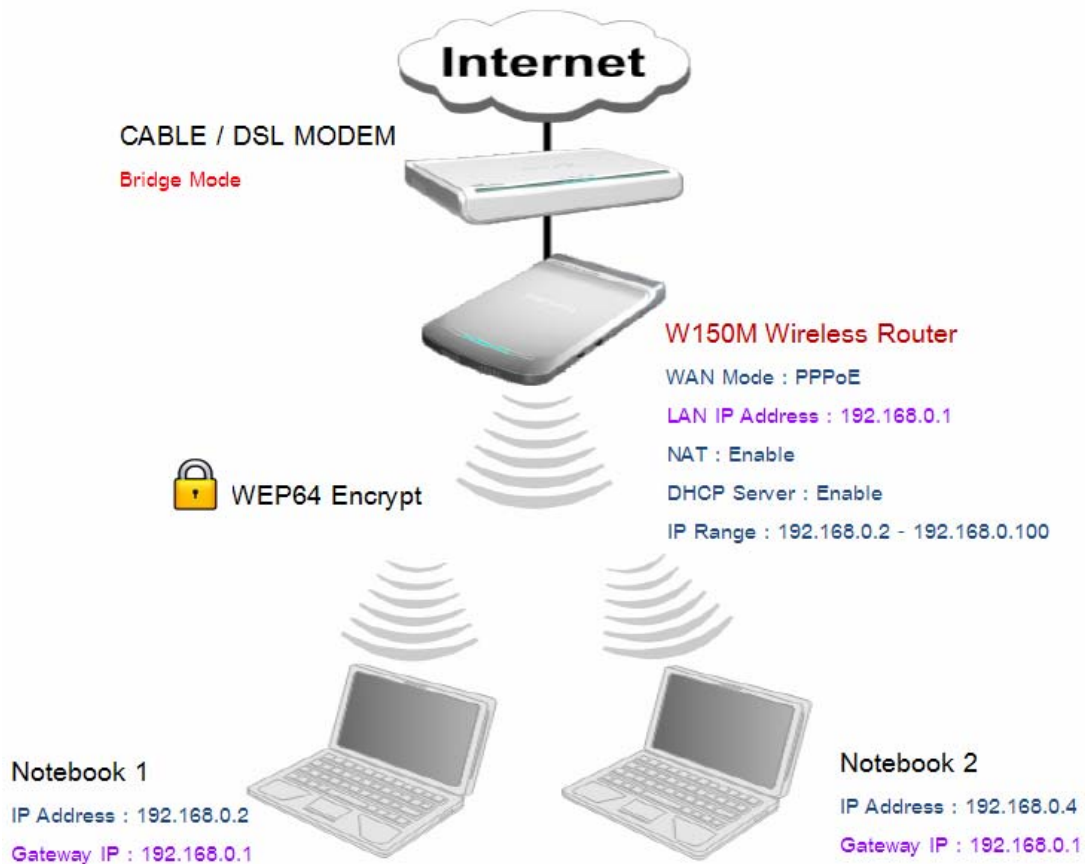 Internet
CABLE / DSL MODEM
Bridge Mode
W150M Wireless Router
WAN Mode : PPPoE
LAN IP Address : 192.168.0.1
NAT : Enable
DHCP Server : Enable
IP Range : 192.168.0.2 - 192.168.0.100
WEP64 Encrypt
Notebook 1
IP Address : 192.168.0.2
Gateway IP : 192.168.0.1
Notebook 2
IP Address : 192.168.0.4
Gateway IP : 192.168.0.1